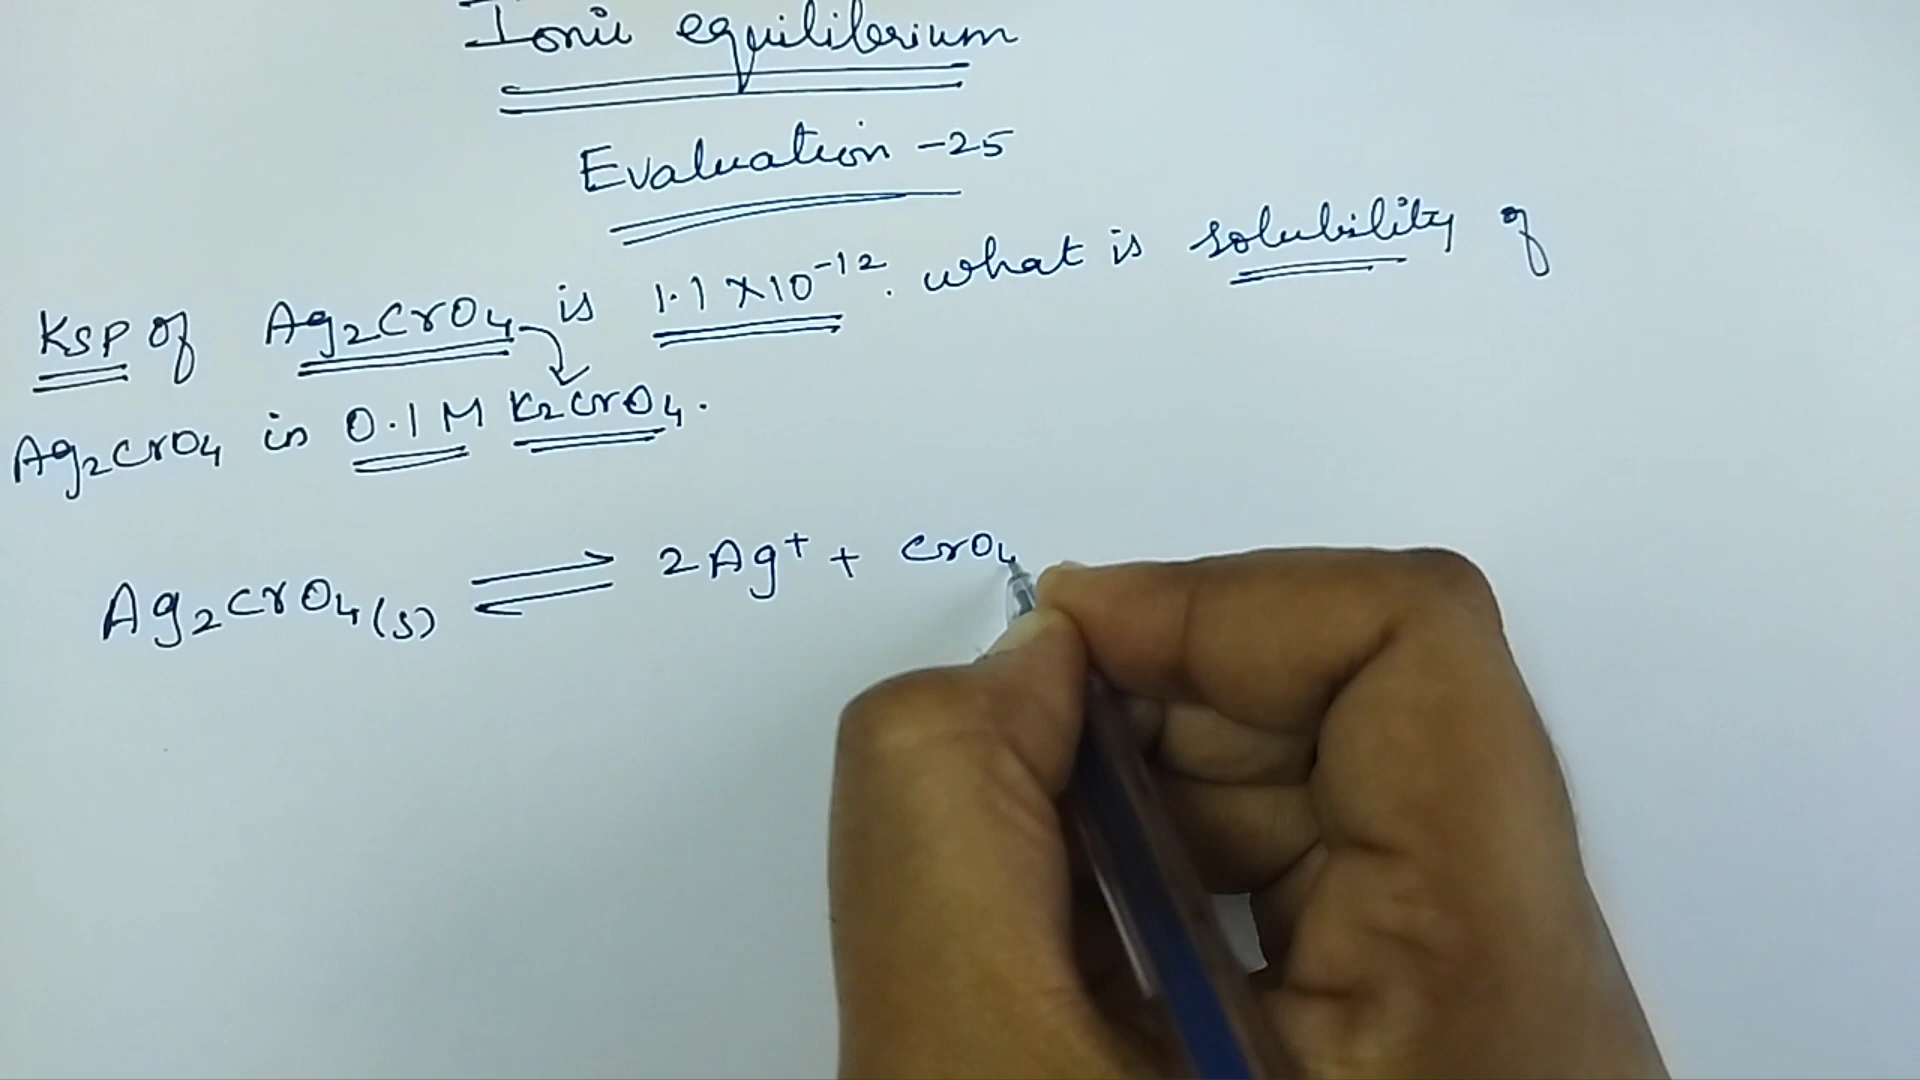 Ionic equilibrium
Evaluation -25
KSP of Ag₂CrO₄ is 1.1 × 10⁻¹². what is solubility of
Ag₂CrO₄ in 0.1 M K₂CrO₄.
Ag₂CrO₄(s) ⇌ 2Ag⁺ + CrO₄